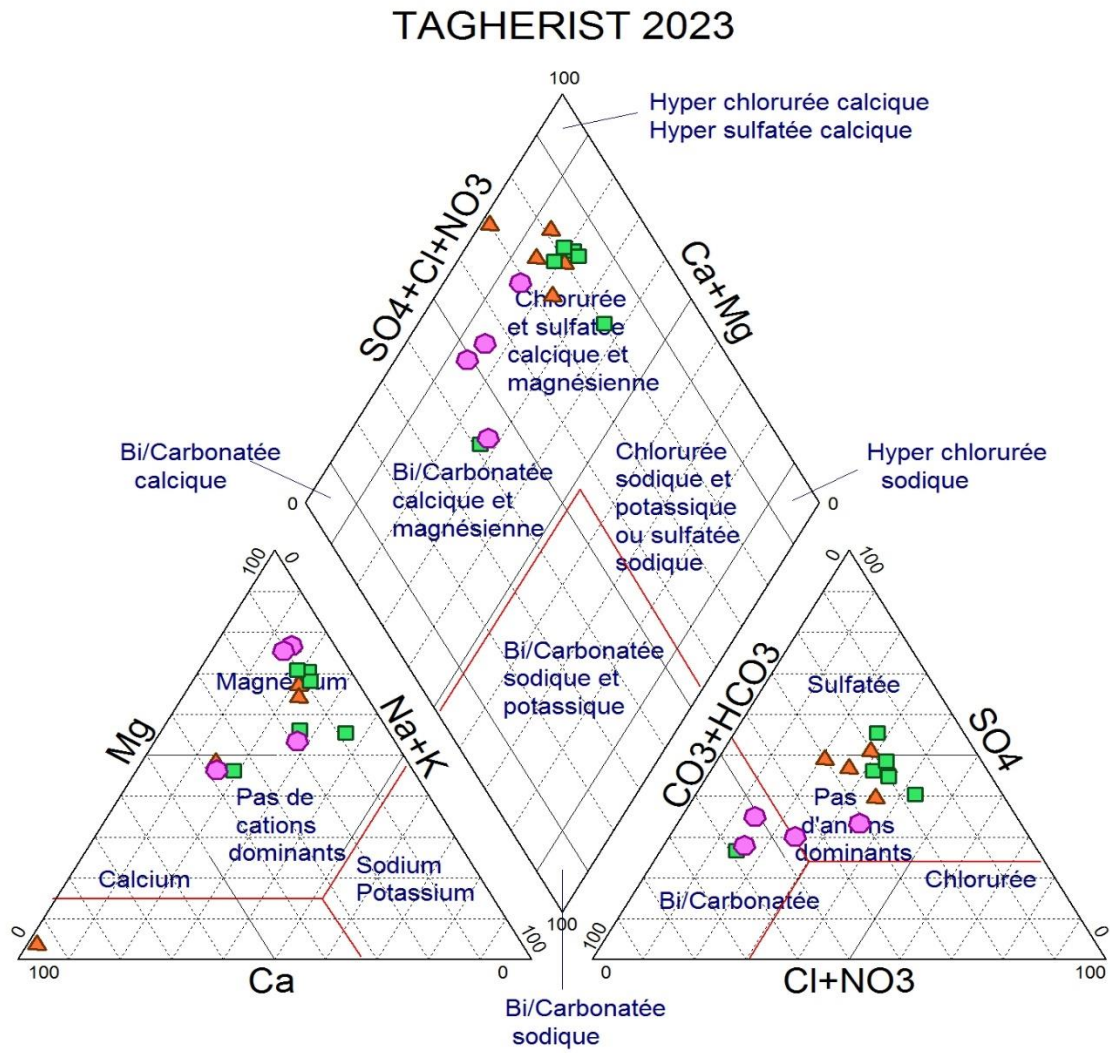 TAGHERIST 2023
100
Hyper chlorurée calcique
Hyper sulfatée calcique
SO4+Cl+NO3
Ca+Mg
Chlorurée
et sulfatée
calcique et
magnésienne
Bi/Carbonatée
calcique
Bi/Carbonatée
calcique et
magnésienne
Chlorurée
sodique et
potassique
ou sulfatée
sodique
Hyper chlorurée
sodique
0
0
100
0
0
100
Mg
Na+K
Magnésium
Pas de
cations
dominants
Calcium
Sodium
Potassium
Bi/Carbonatée
sodique et
potassique
CO3+HCO3
SO4
Sulfatée
Pas
d'anions
dominants
Chlorurée
Bi/Carbonatée
0
100
100
100
0
100
0
0
100
Ca
Cl+NO3
Bi/Carbonatée
sodique